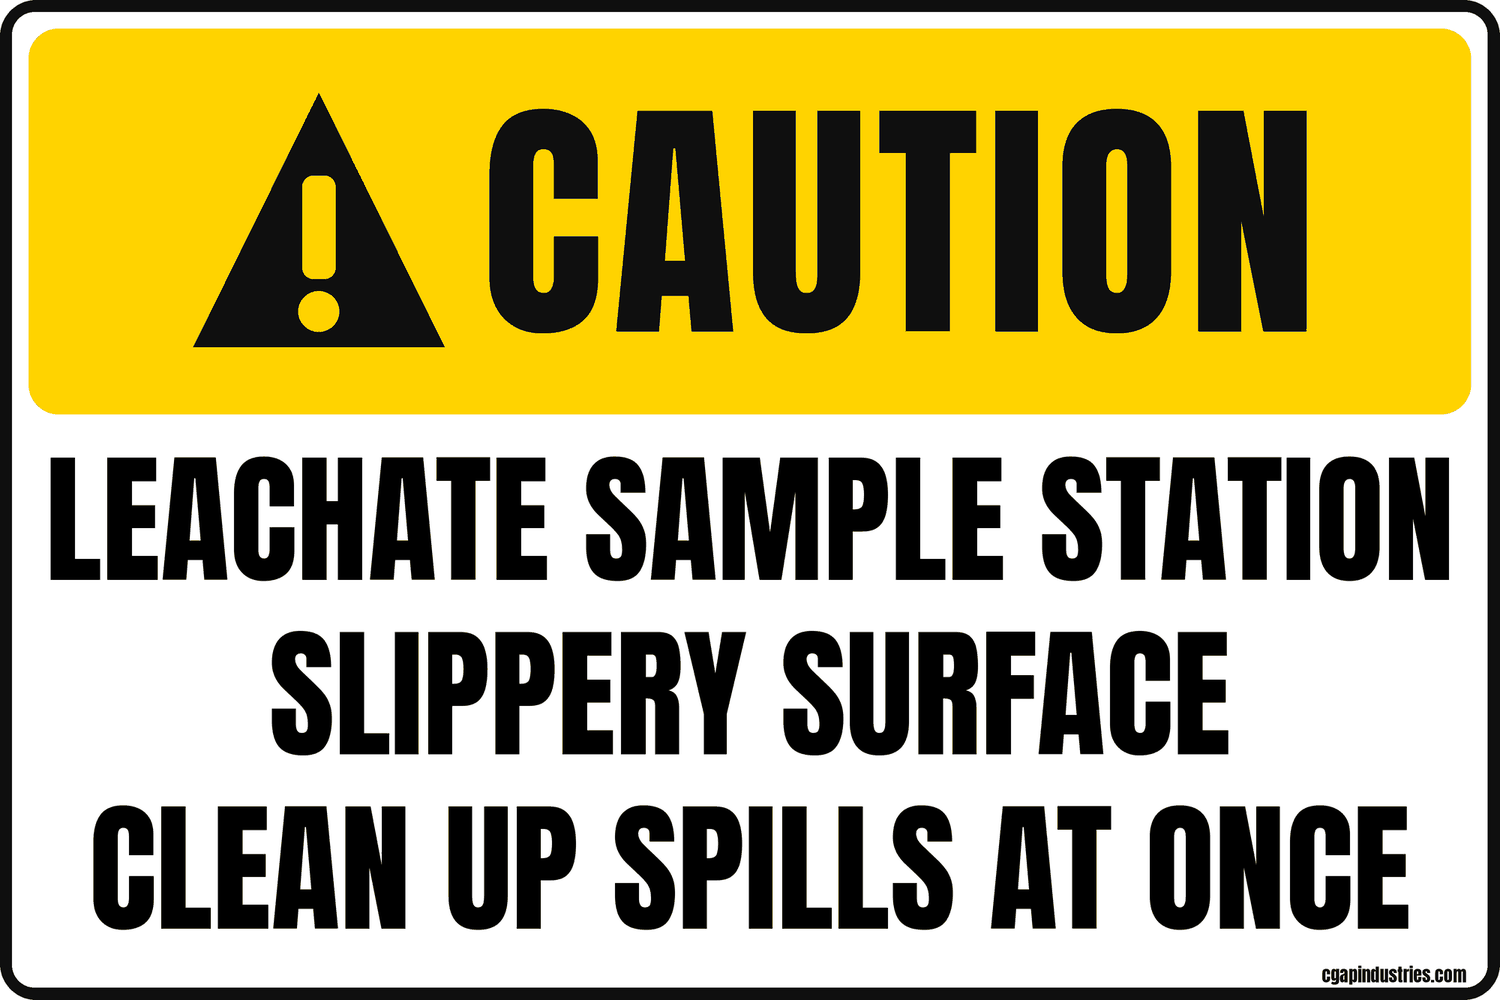 CAUTION
LEACHATE SAMPLE STATION
SLIPPERY SURFACE
CLEAN UP SPILLS AT ONCE
cgapindustries.com